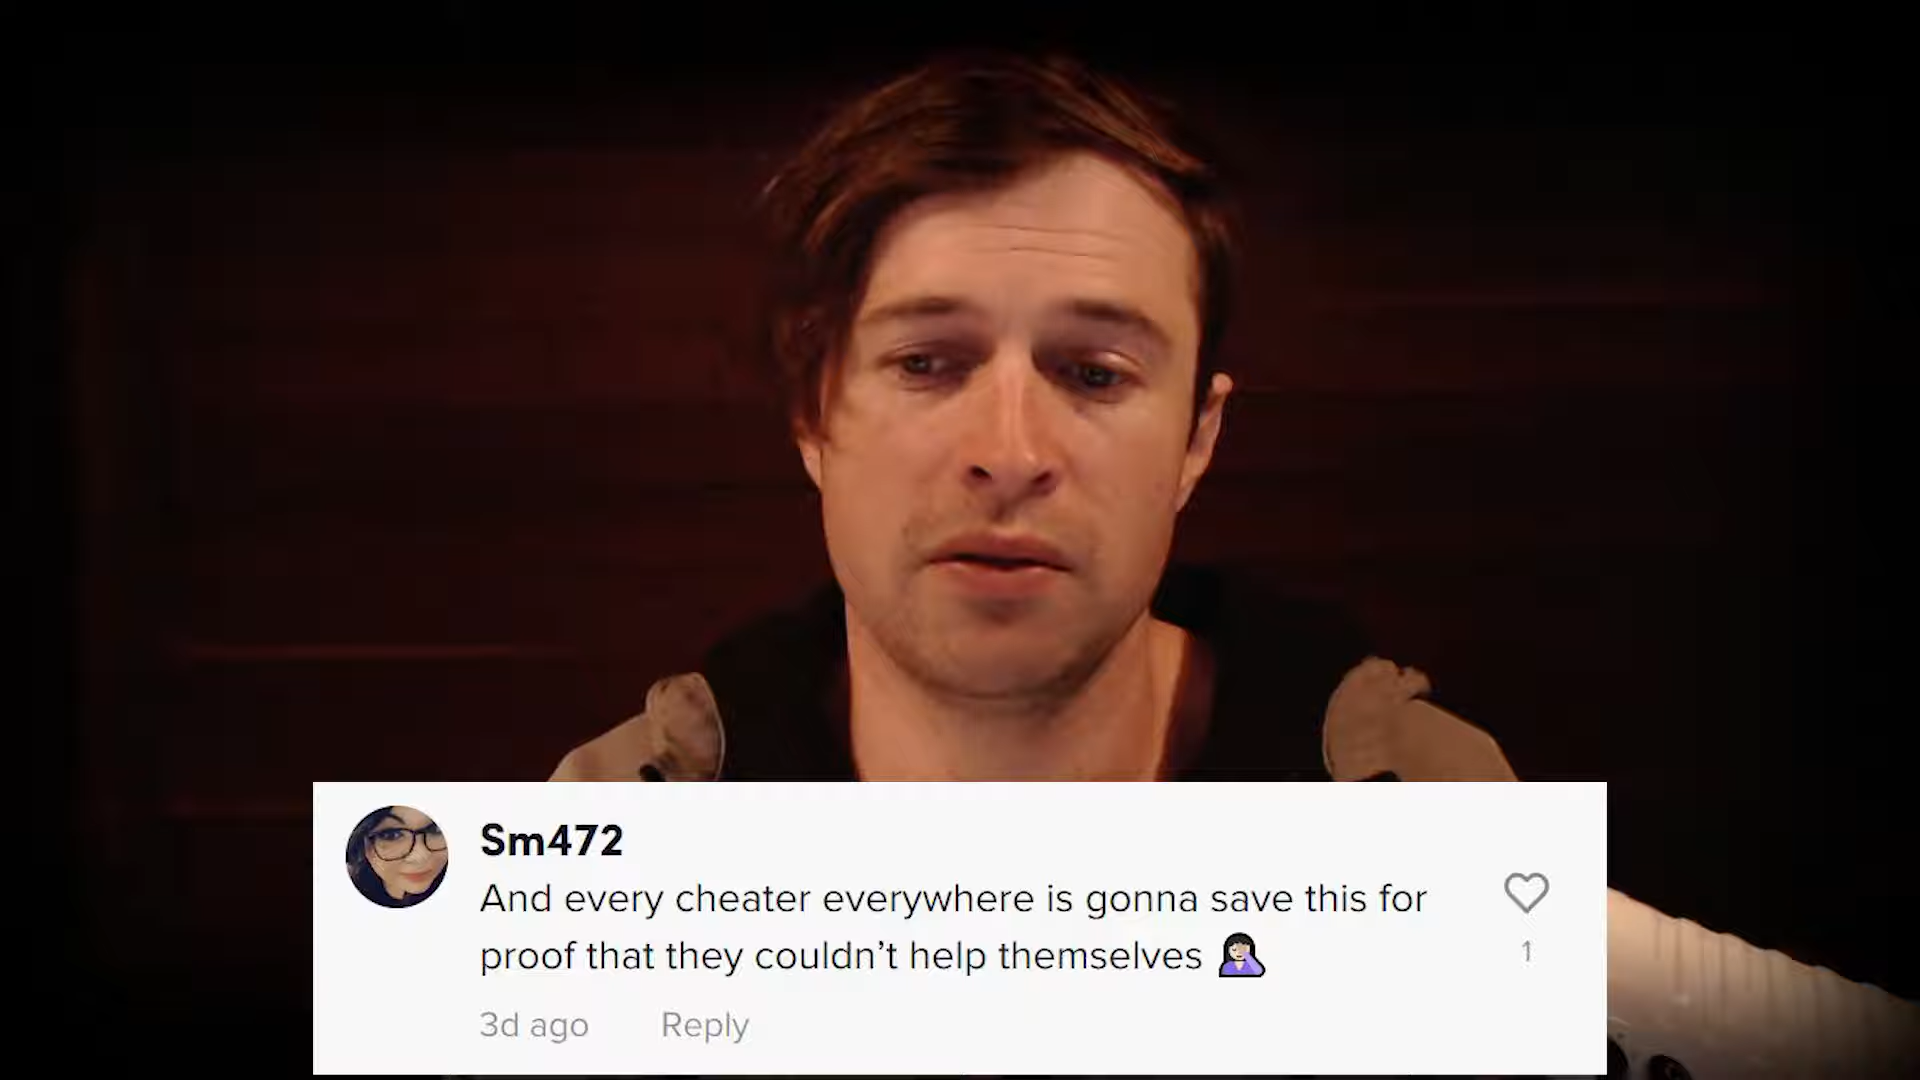 Sm472
And every cheater everywhere is gonna save this for
proof that they couldn’t help themselves 🤦🏻‍♀️
1
3d ago Reply